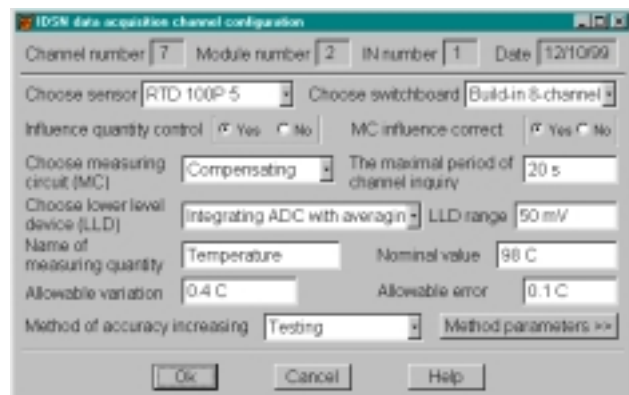 IDSN data acquisition channel configuration
Channel number 7 Module number 2 IN number 1 Date 12/10/99
Choose sensor RTD 100P 5 Choose switchboard Build-in 8-channel
Influence quantity control Yes No MC influence correct Yes No
Choose measuring circuit (MC) Compensating The maximal period of channel inquiry 20 s
Choose lower level device (LLD) Integrating ADC with averagin LLD range 50 mV
Name of measuring quantity Temperature Nominal value 98 C
Allowable variation 0.4 C Allowable error 0.1 C
Method of accuracy increasing Testing Method parameters >>
Ok Cancel Help